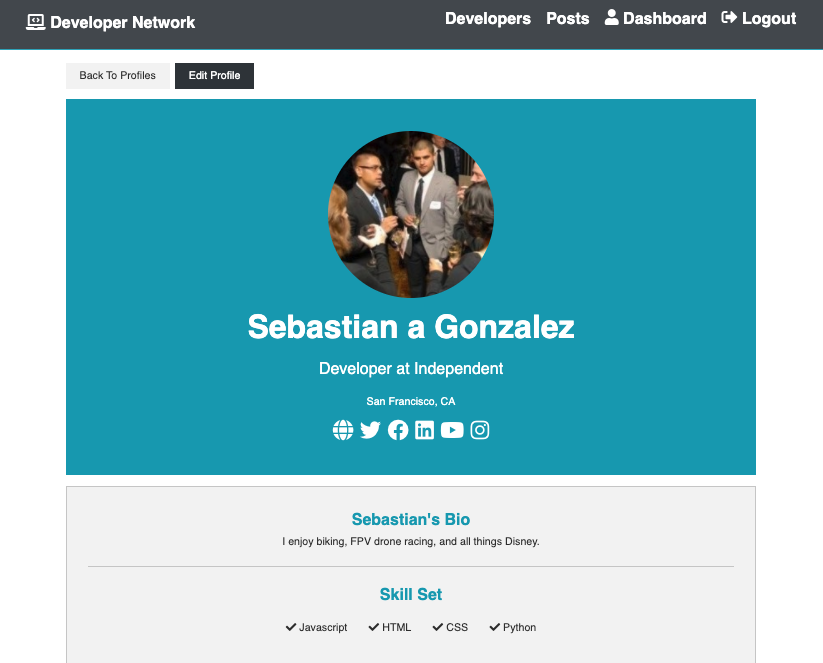 Developer Network
Developers Posts Dashboard Logout
Back To Profiles Edit Profile
Sebastian a Gonzalez
Developer at Independent
San Francisco, CA
Sebastian's Bio
I enjoy biking, FPV drone racing, and all things Disney.
Skill Set
Javascript HTML CSS Python